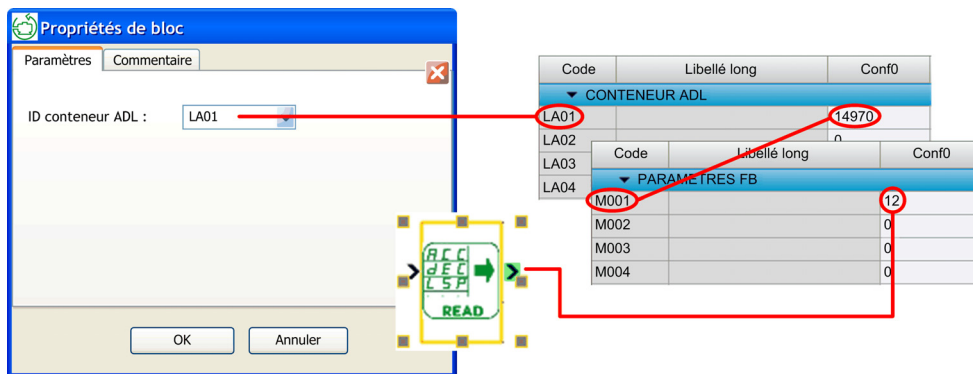 Propriétés de bloc
Paramètres Commentaire
ID conteneur ADL : LA01
OK Annuler
Code Libellé long Conf0
CONTENEUR ADL
LA01 14970
LA02 0
LA03
LA04
Code Libellé long Conf0
PARAMETRES FB
M001 12
M002 0
M003 0
M004 0
ACC
dEC
LSP
READ